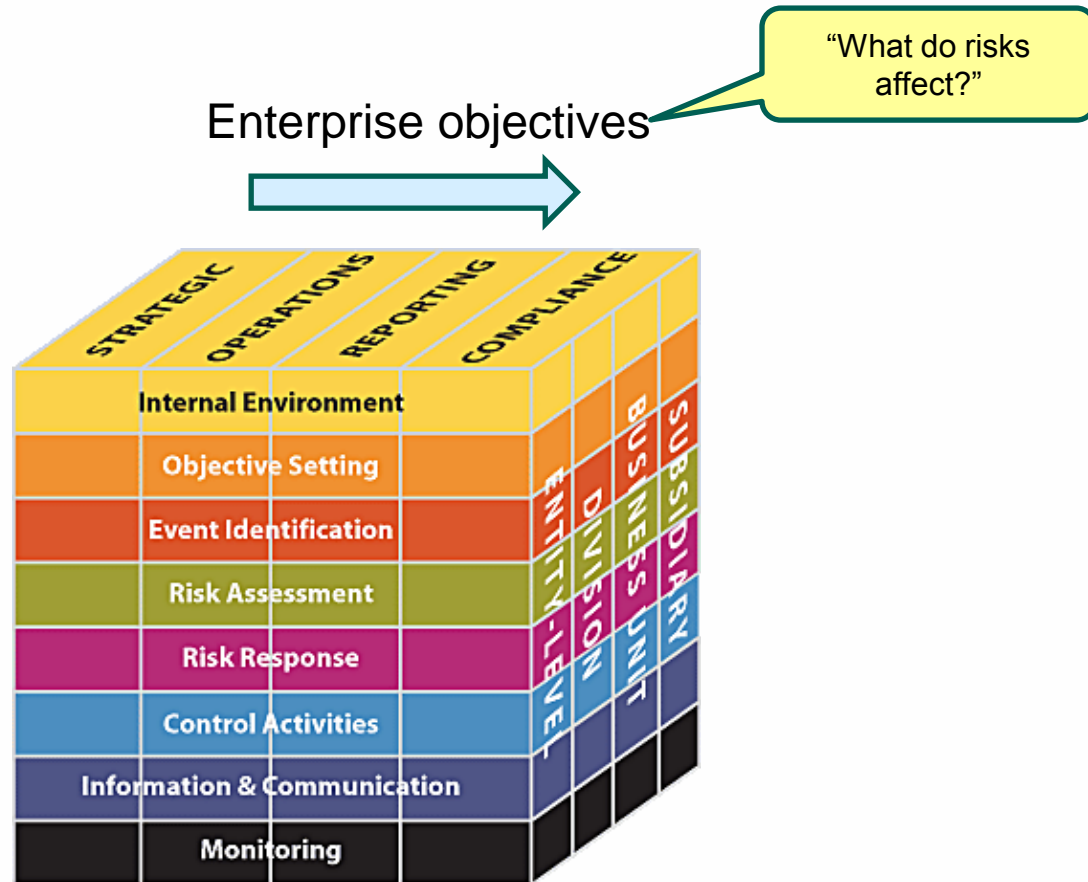 “What do risks
affect?”
Enterprise objectives
STRATEGIC
OPERATIONS
REPORTING
COMPLIANCE
Internal Environment
Objective Setting
Event Identification
Risk Assessment
Risk Response
Control Activities
Information & Communication
Monitoring
ENTITY-LEVEL
DIVISION
BUSINESS UNIT
SUBSIDIARY